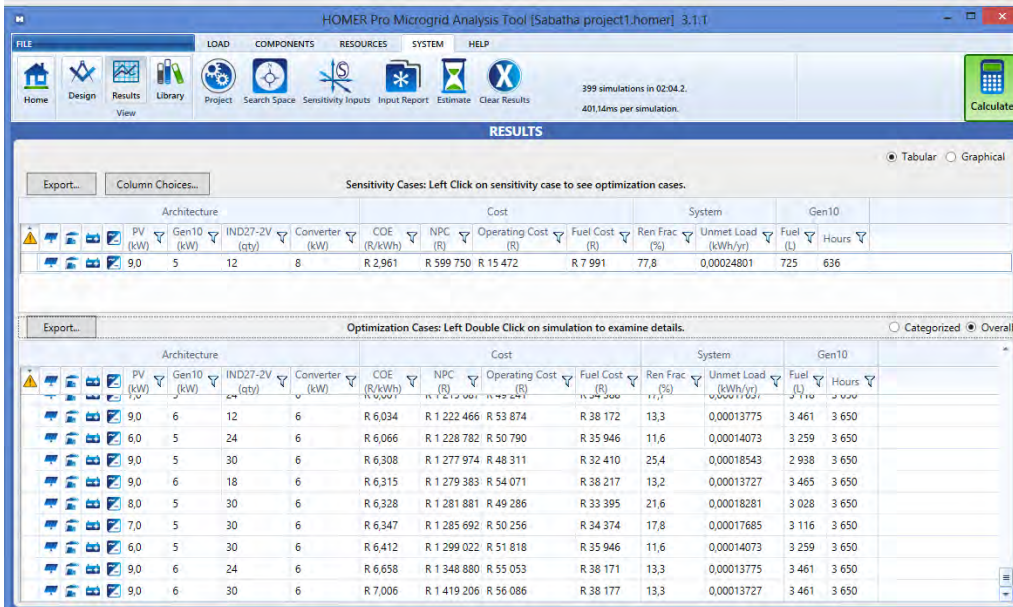 HOMER Pro Microgrid Analysis Tool [Sabatha project1.homer] 3.1.1
FILE LOAD COMPONENTS RESOURCES SYSTEM HELP
Home Design Results Library Project Search Space Sensitivity Inputs Input Report Estimate Clear Results
View
399 simulations in 02:04.2.
401,14ms per simulation.
Calculate
RESULTS
Tabular Graphical
Export... Column Choices... Sensitivity Cases: Left Click on sensitivity case to see optimization cases.
Architecture Cost System Gen10
PV (kW) Gen10 (kW) IND27-2V (qty) Converter (kW) COE (R/kWh) NPC (R) Operating Cost (R) Fuel Cost (R) Ren Frac (%) Unmet Load (kWh/yr) Fuel (L) Hours
9,0 5 12 8 R 2,961 R 599 750 R 15 472 R 7 991 77,8 0,00024801 725 636
Export... Optimization Cases: Left Double Click on simulation to examine details. Categorized Overall
Architecture Cost System Gen10
PV (kW) Gen10 (kW) IND27-2V (qty) Converter (kW) COE (R/kWh) NPC (R) Operating Cost (R) Fuel Cost (R) Ren Frac (%) Unmet Load (kWh/yr) Fuel (L) Hours
9,0 6 12 6 R 6,034 R 1 222 466 R 53 874 R 38 172 13,3 0,00013775 3 461 3 650
6,0 5 24 6 R 6,066 R 1 228 782 R 50 790 R 35 946 11,6 0,00014073 3 259 3 650
9,0 5 30 6 R 6,308 R 1 277 974 R 48 311 R 32 410 25,4 0,00018543 2 938 3 650
9,0 6 18 6 R 6,315 R 1 279 383 R 54 071 R 38 217 13,2 0,00013727 3 465 3 650
8,0 5 30 6 R 6,328 R 1 281 881 R 49 286 R 33 395 21,6 0,00018281 3 028 3 650
7,0 5 30 6 R 6,347 R 1 285 692 R 50 256 R 34 374 17,8 0,00017685 3 116 3 650
6,0 5 30 6 R 6,412 R 1 299 022 R 51 818 R 35 946 11,6 0,00014073 3 259 3 650
9,0 6 24 6 R 6,658 R 1 348 880 R 55 053 R 38 171 13,3 0,00013775 3 461 3 650
9,0 6 30 6 R 7,006 R 1 419 206 R 56 086 R 38 177 13,3 0,00013727 3 461 3 650